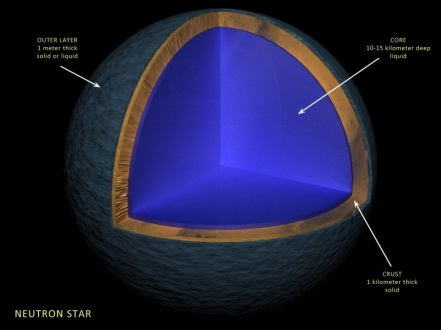 OUTER LAYER
1 meter thick
solid or liquid
CORE
10-15 kilometer deep
liquid
CRUST
1 kilometer thick
solid
NEUTRON STAR